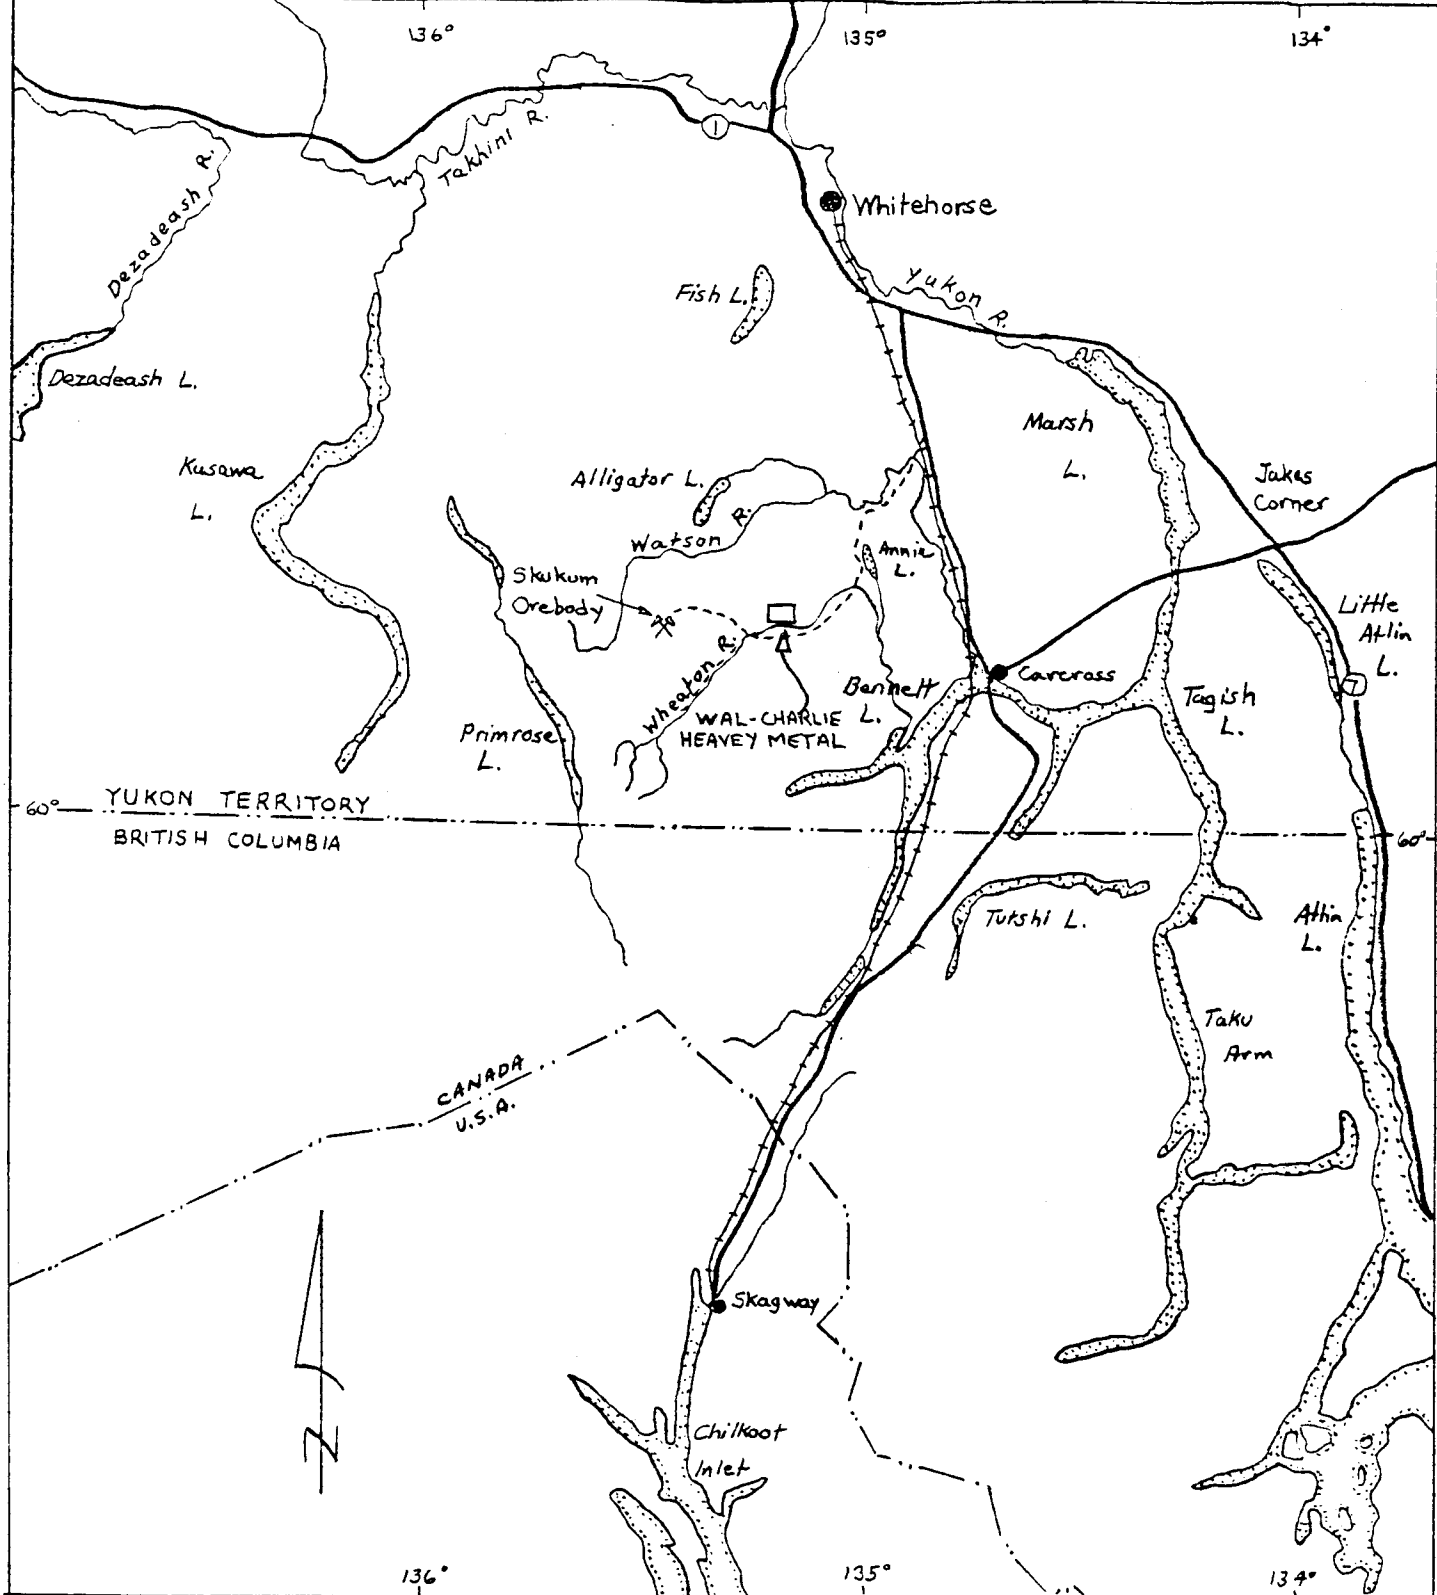 136°
135°
134°
1
Takhini R.
Dezadeash R.
Whitehorse
Fish L.
Yukon R.
Dezadeash L.
Marsh
L.
Kusawa
L.
Alligator L.
Jakes
Corner
Watson R.
Annie
L.
Skukum
Orebody
Little
Atlin
L.
Wheaton R.
Carcross
7
Bennett
L.
Tagish
L.
WAL-CHARLIE
HEAVEY METAL
Primrose
L.
60°
YUKON TERRITORY
BRITISH COLUMBIA
60°
Tutshi L.
Atlin
L.
Taku
Arm
CANADA
U.S.A.
Skagway
N
Chilkoot
Inlet
136°
135°
134°